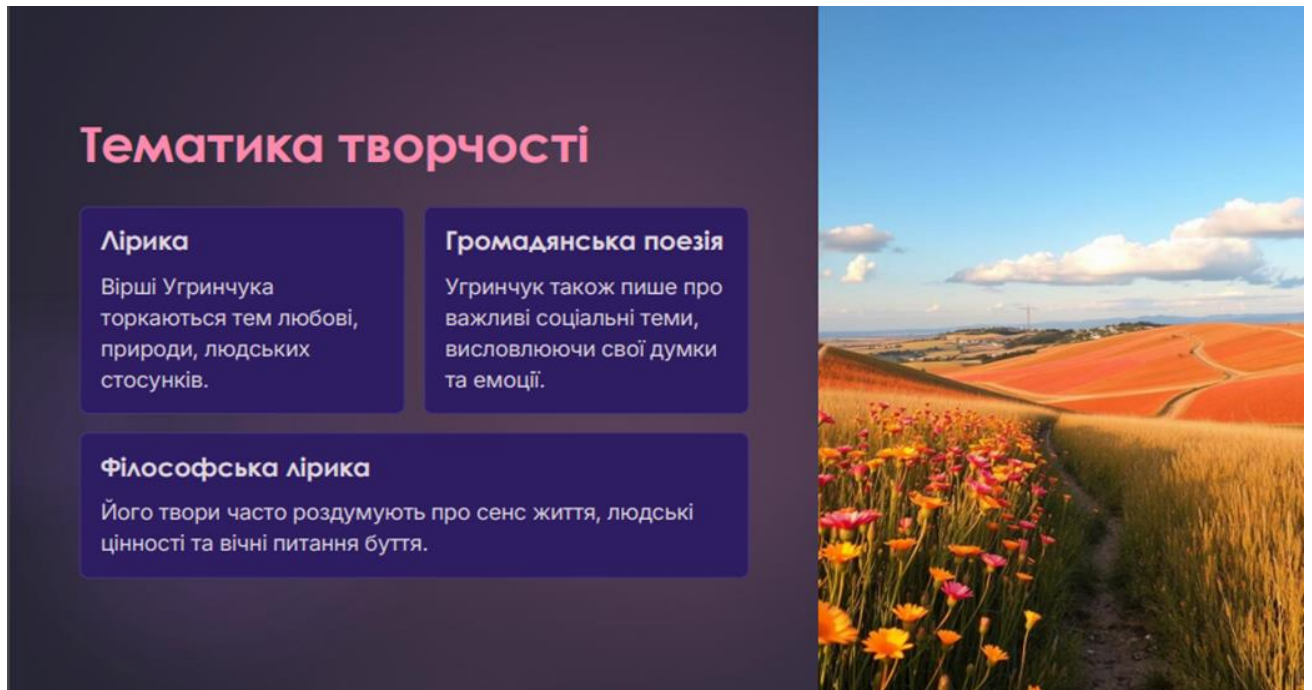 Тематика творчості
Лірика
Вірші Угринчука
торкаються тем любові,
природи, людських
стосунків.
Громадянська поезія
Угринчук також пише про
важливі соціальні теми,
висловлюючи свої думки
та емоції.
Філософська лірика
Його твори часто роздумують про сенс життя, людські
цінності та вічні питання буття.